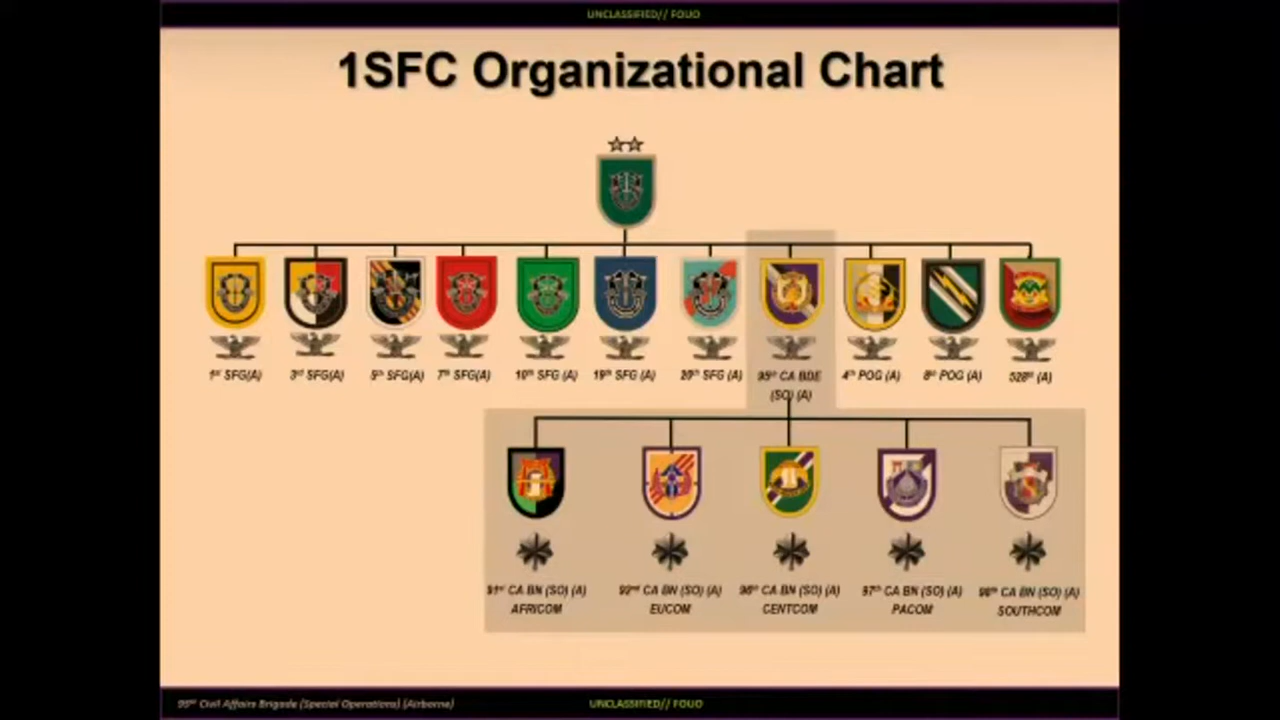 UNCLASSIFIED// FOUO
1SFC Organizational Chart
1st SFG(A) 3rd SFG(A) 5th SFG(A) 7th SFG(A) 10th SFG (A) 19th SFG (A) 20th SFG (A) 95th CA BDE (SO) (A) 4th POG (A) 8th POG (A) 528th (A)
91st CA BN (SO) (A) 92nd CA BN (SO) (A) 96th CA BN (SO) (A) 97th CA BN (SO) (A) 98th CA BN (SO) (A)
AFRICOM EUCOM CENTCOM PACOM SOUTHCOM
95th Civil Affairs Brigade (Special Operations) (Airborne) UNCLASSIFIED// FOUO